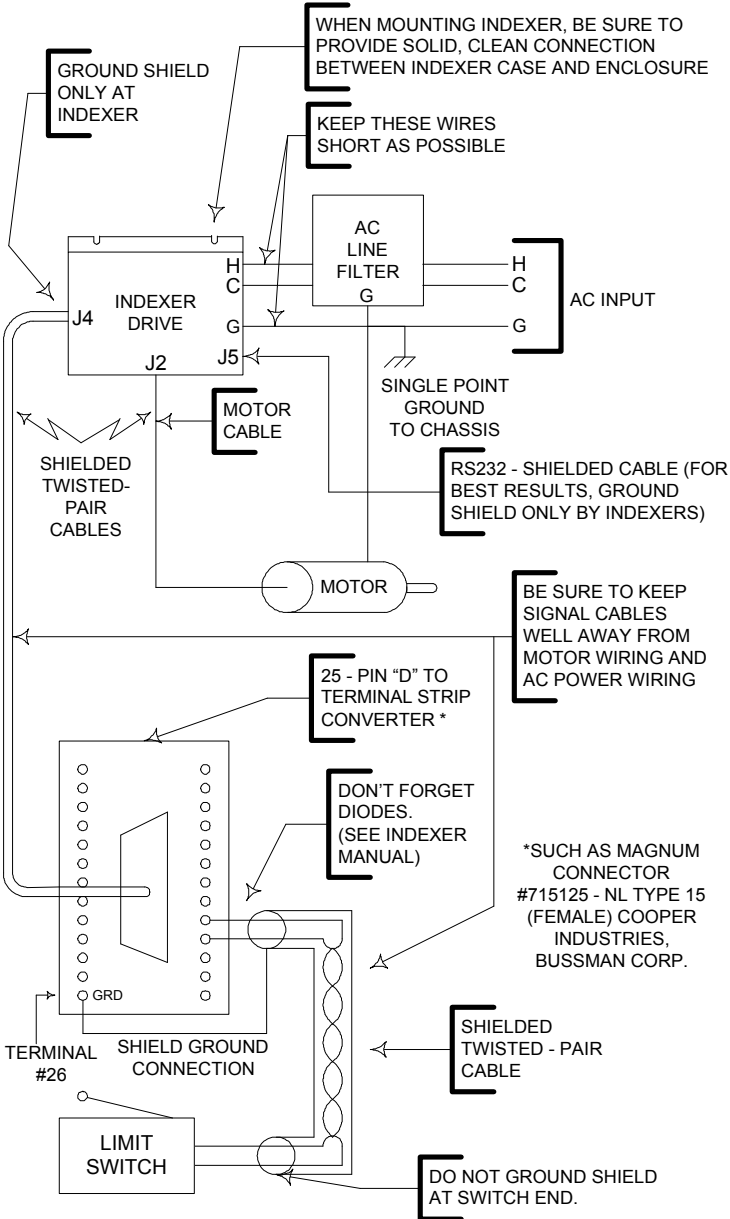 WHEN MOUNTING INDEXER, BE SURE TO
PROVIDE SOLID, CLEAN CONNECTION
BETWEEN INDEXER CASE AND ENCLOSURE
GROUND SHIELD
ONLY AT
INDEXER
KEEP THESE WIRES
SHORT AS POSSIBLE
AC
LINE
FILTER
G
H
C
G
J4
INDEXER
DRIVE
J2
J5
H
C
G
AC INPUT
SINGLE POINT
GROUND
TO CHASSIS
MOTOR
CABLE
SHIELDED
TWISTED-
PAIR
CABLES
RS232 - SHIELDED CABLE (FOR
BEST RESULTS, GROUND
SHIELD ONLY BY INDEXERS)
MOTOR
BE SURE TO KEEP
SIGNAL CABLES
WELL AWAY FROM
MOTOR WIRING AND
AC POWER WIRING
25 - PIN “D” TO
TERMINAL STRIP
CONVERTER *
DON'T FORGET
DIODES.
(SEE INDEXER
MANUAL)
*SUCH AS MAGNUM
CONNECTOR
#715125 - NL TYPE 15
(FEMALE) COOPER
INDUSTRIES,
BUSSMAN CORP.
GRD
TERMINAL
#26
SHIELD GROUND
CONNECTION
SHIELDED
TWISTED - PAIR
CABLE
LIMIT
SWITCH
DO NOT GROUND SHIELD
AT SWITCH END.